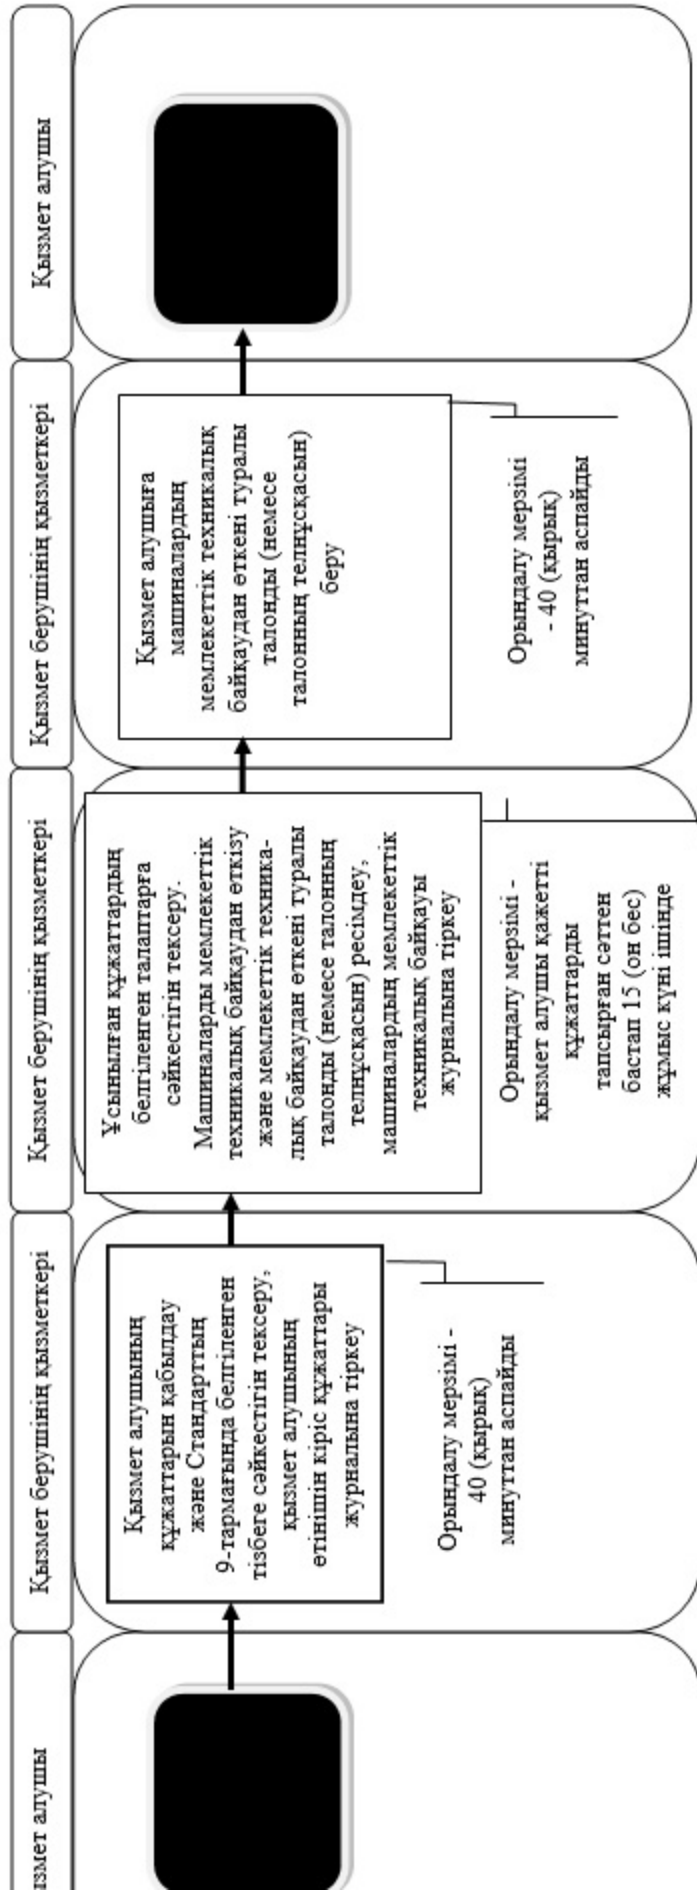 ызмет алушы
Қызмет берушінің қызметкері
Қызмет берушінің қызметкері
Қызмет берушінің қызметкері
Қызмет алушы
Қызмет алушының
құжаттарын қабылдау
және Стандарттың
9-тармағында белгіленген
тізбеге сәйкестігін тексеру,
қызмет алушының
өтінішін кіріс құжаттары
журналына тіркеу
Орындалу мерзімі -
40 (қырық)
минуттан аспайды
Ұсынылған құжаттардың
белгіленген талаптарға
сәйкестігін тексеру.
Машиналарды мемлекеттік
техникалық байқаудан өткізу
және мемлекеттік техника-
лық байқаудан өткені туралы
талонды (немесе талонның
телнұсқасын) ресімдеу,
машиналардың мемлекеттік
техникалық байқауы
журналына тіркеу
Орындалу мерзімі -
қызмет алушы қажетті
құжаттарды
тапсырған сәттен
бастап 15 (он бес)
жұмыс күні ішінде
Қызмет алушыға
машиналардың
мемлекеттік техникалық
байқаудан өткені туралы
талонды (немесе
талонның телнұсқасын)
беру
Орындалу мерзімі
- 40 (қырық)
минуттан аспайды